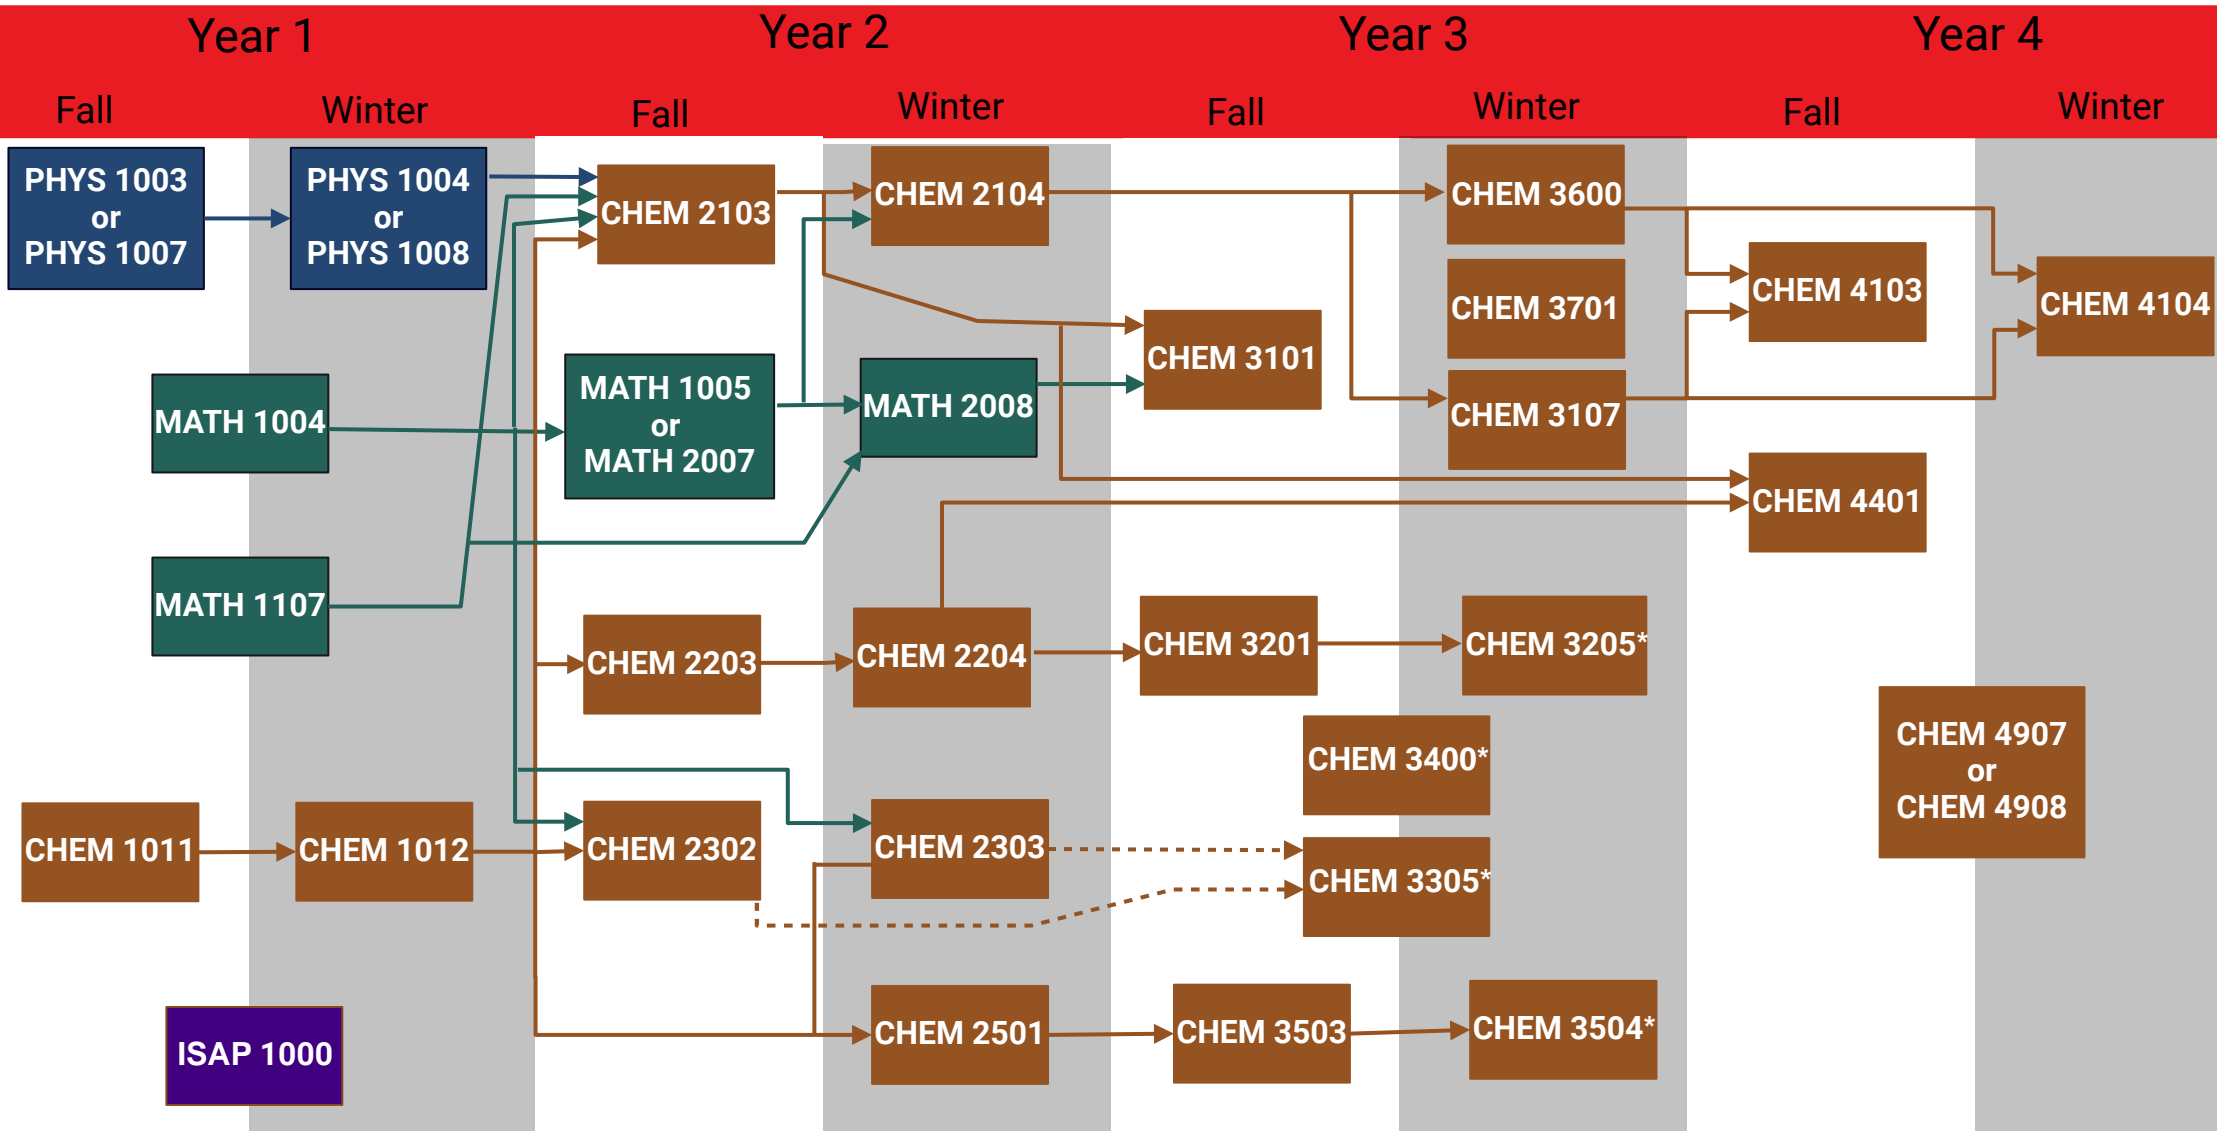 Year 1
Year 2
Year 3
Year 4
Fall
Winter
Fall
Winter
Fall
Winter
Fall
Winter
PHYS 1003
or
PHYS 1007
PHYS 1004
or
PHYS 1008
CHEM 2103
CHEM 2104
CHEM 3600
CHEM 4103
CHEM 4104
CHEM 3701
CHEM 3101
MATH 1004
MATH 1005
or
MATH 2007
MATH 2008
CHEM 3107
CHEM 4401
MATH 1107
CHEM 2203
CHEM 2204
CHEM 3201
CHEM 3205*
CHEM 3400*
CHEM 4907
or
CHEM 4908
CHEM 1011
CHEM 1012
CHEM 2302
CHEM 2303
CHEM 3305*
ISAP 1000
CHEM 2501
CHEM 3503
CHEM 3504*